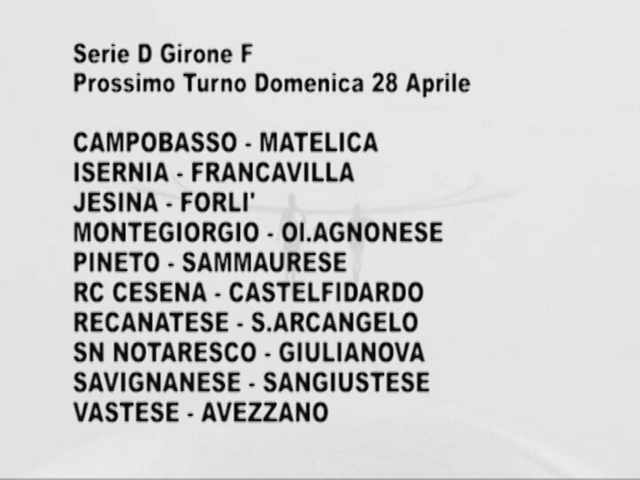 Serie D Girone F
Prossimo Turno Domenica 28 Aprile
CAMPOBASSO - MATELICA
ISERNIA - FRANCAVILLA
JESINA - FORLI'
MONTEGIORGIO - Ol.AGNONESE
PINETO - SAMMAURESE
RC CESENA - CASTELFIDARDO
RECANATESE - S.ARCANGELO
SN NOTARESCO - GIULIANOVA
SAVIGNANESE - SANGIUSTESE
VASTESE - AVEZZANO